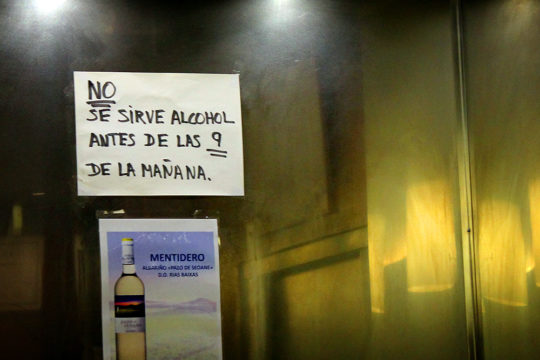 NO
SE SIRVE ALCOHOL
ANTES DE LAS 9
DE LA MAÑANA.
MENTIDERO
ALBARIÑO «PAZO DE SEOANE»
D.O. RIAS BAIXAS